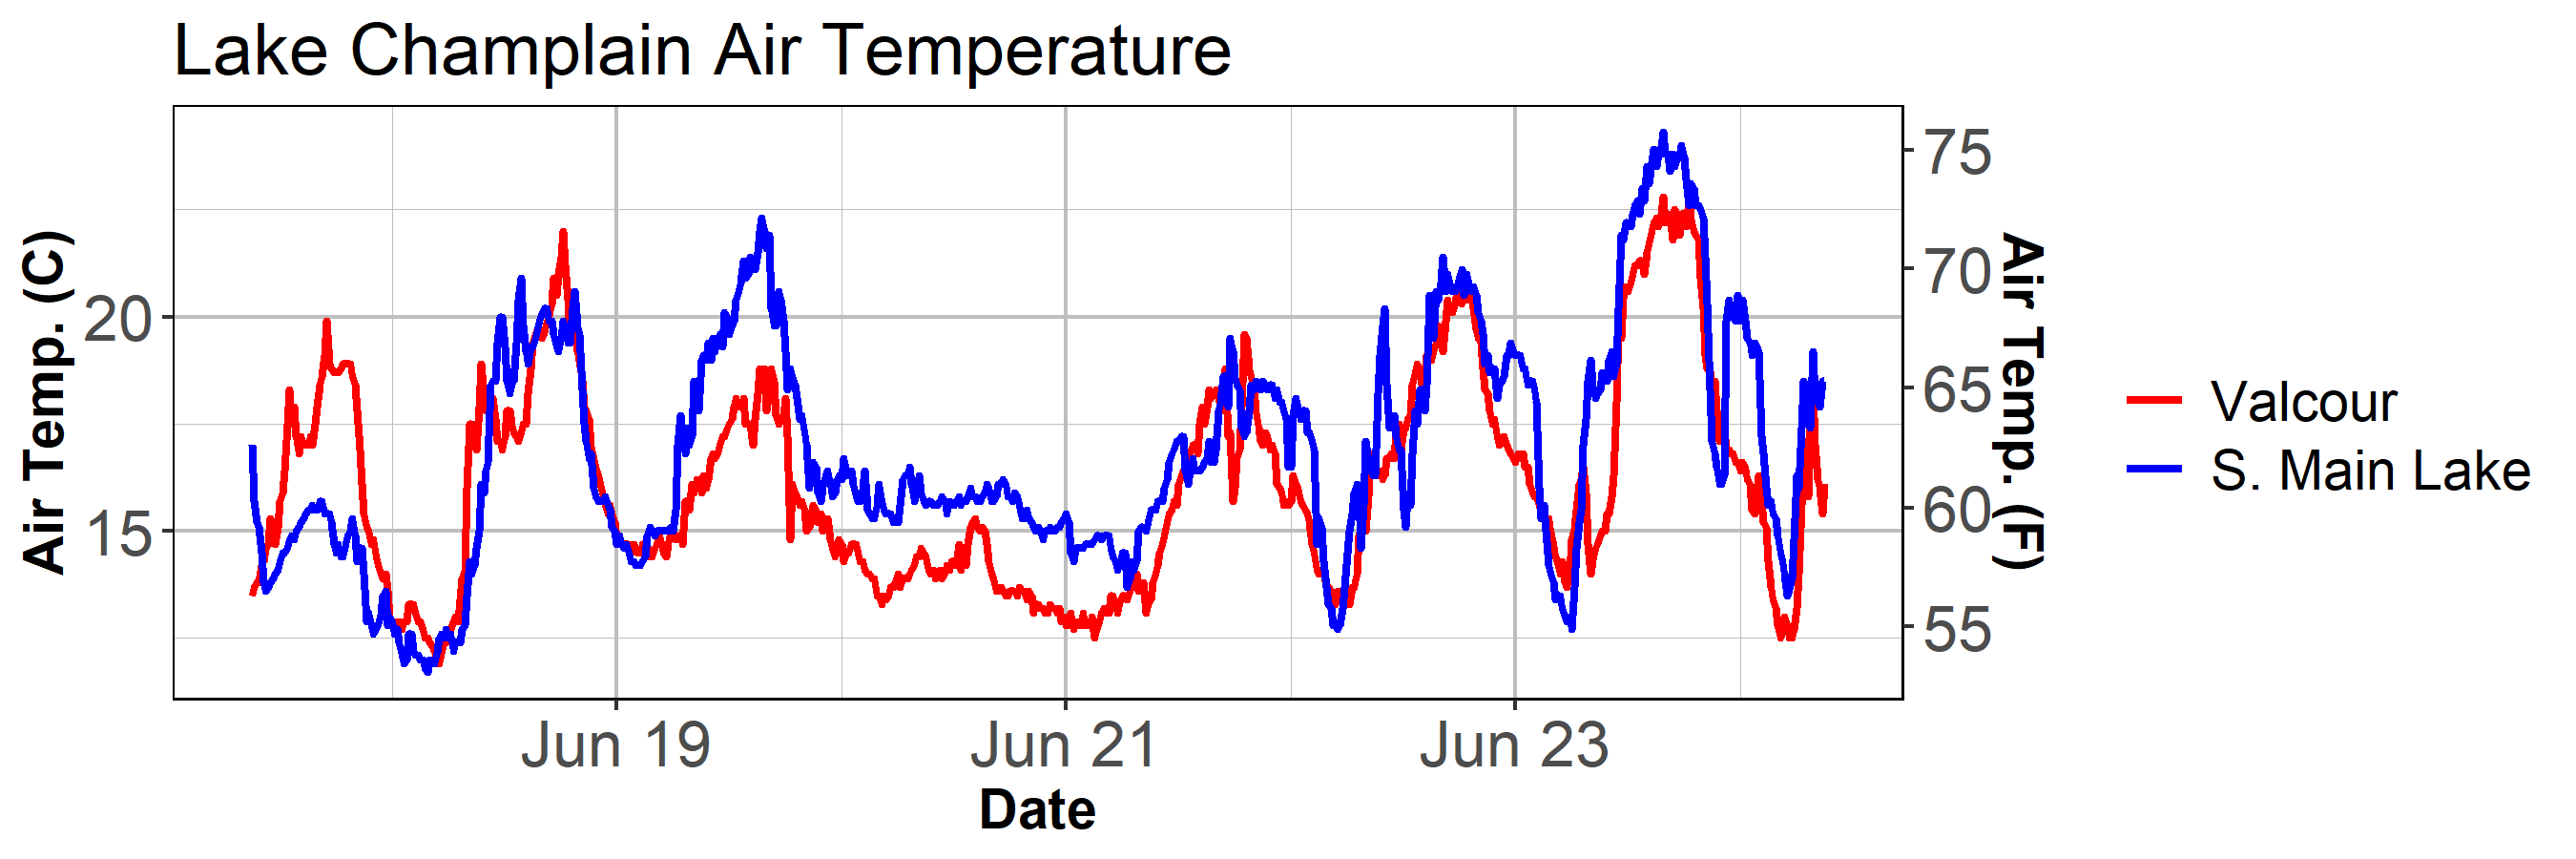 Lake Champlain Air Temperature
Air Temp. (C)
20
15
75
70
65
60
55
Air Temp. (F)
Jun 19
Jun 21
Jun 23
Date
Valcour
S. Main Lake